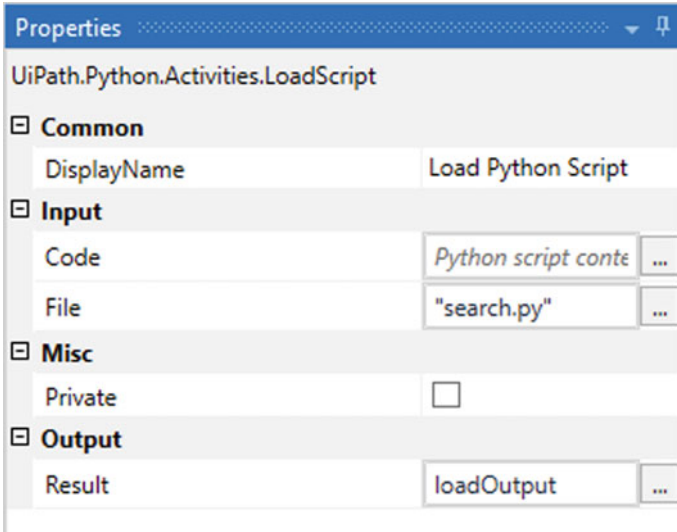 Properties
UiPath.Python.Activities.LoadScript
Common
DisplayName Load Python Script
Input
Code Python script conte ...
File "search.py" ...
Misc
Private
Output
Result loadOutput ...